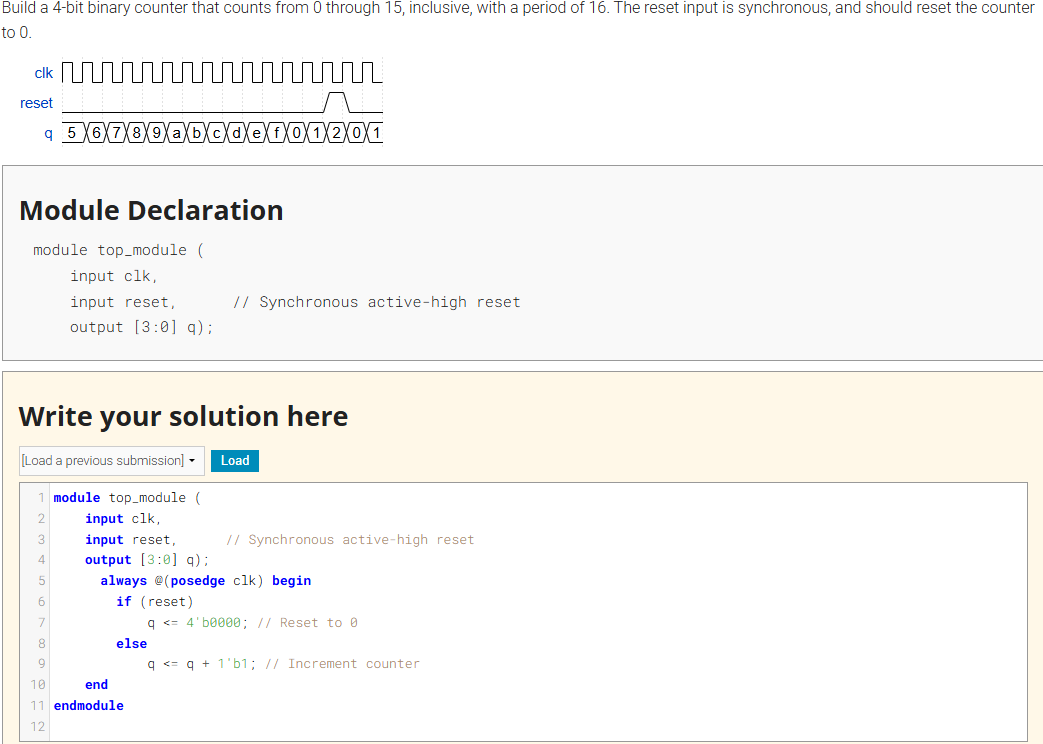 Build a 4-bit binary counter that counts from 0 through 15, inclusive, with a period of 16. The reset input is synchronous, and should reset the counter
to 0.
clk
reset
q 5 6 7 8 9 a b c d e f 0 1 2 0 1
Module Declaration
module top_module (
    input clk,
    input reset,      // Synchronous active-high reset
    output [3:0] q);
Write your solution here
[Load a previous submission] Load
1 module top_module (
2     input clk,
3     input reset,      // Synchronous active-high reset
4     output [3:0] q);
5       always @(posedge clk) begin
6         if (reset)
7             q <= 4'b0000; // Reset to 0
8         else
9             q <= q + 1'b1; // Increment counter
10     end
11 endmodule
12